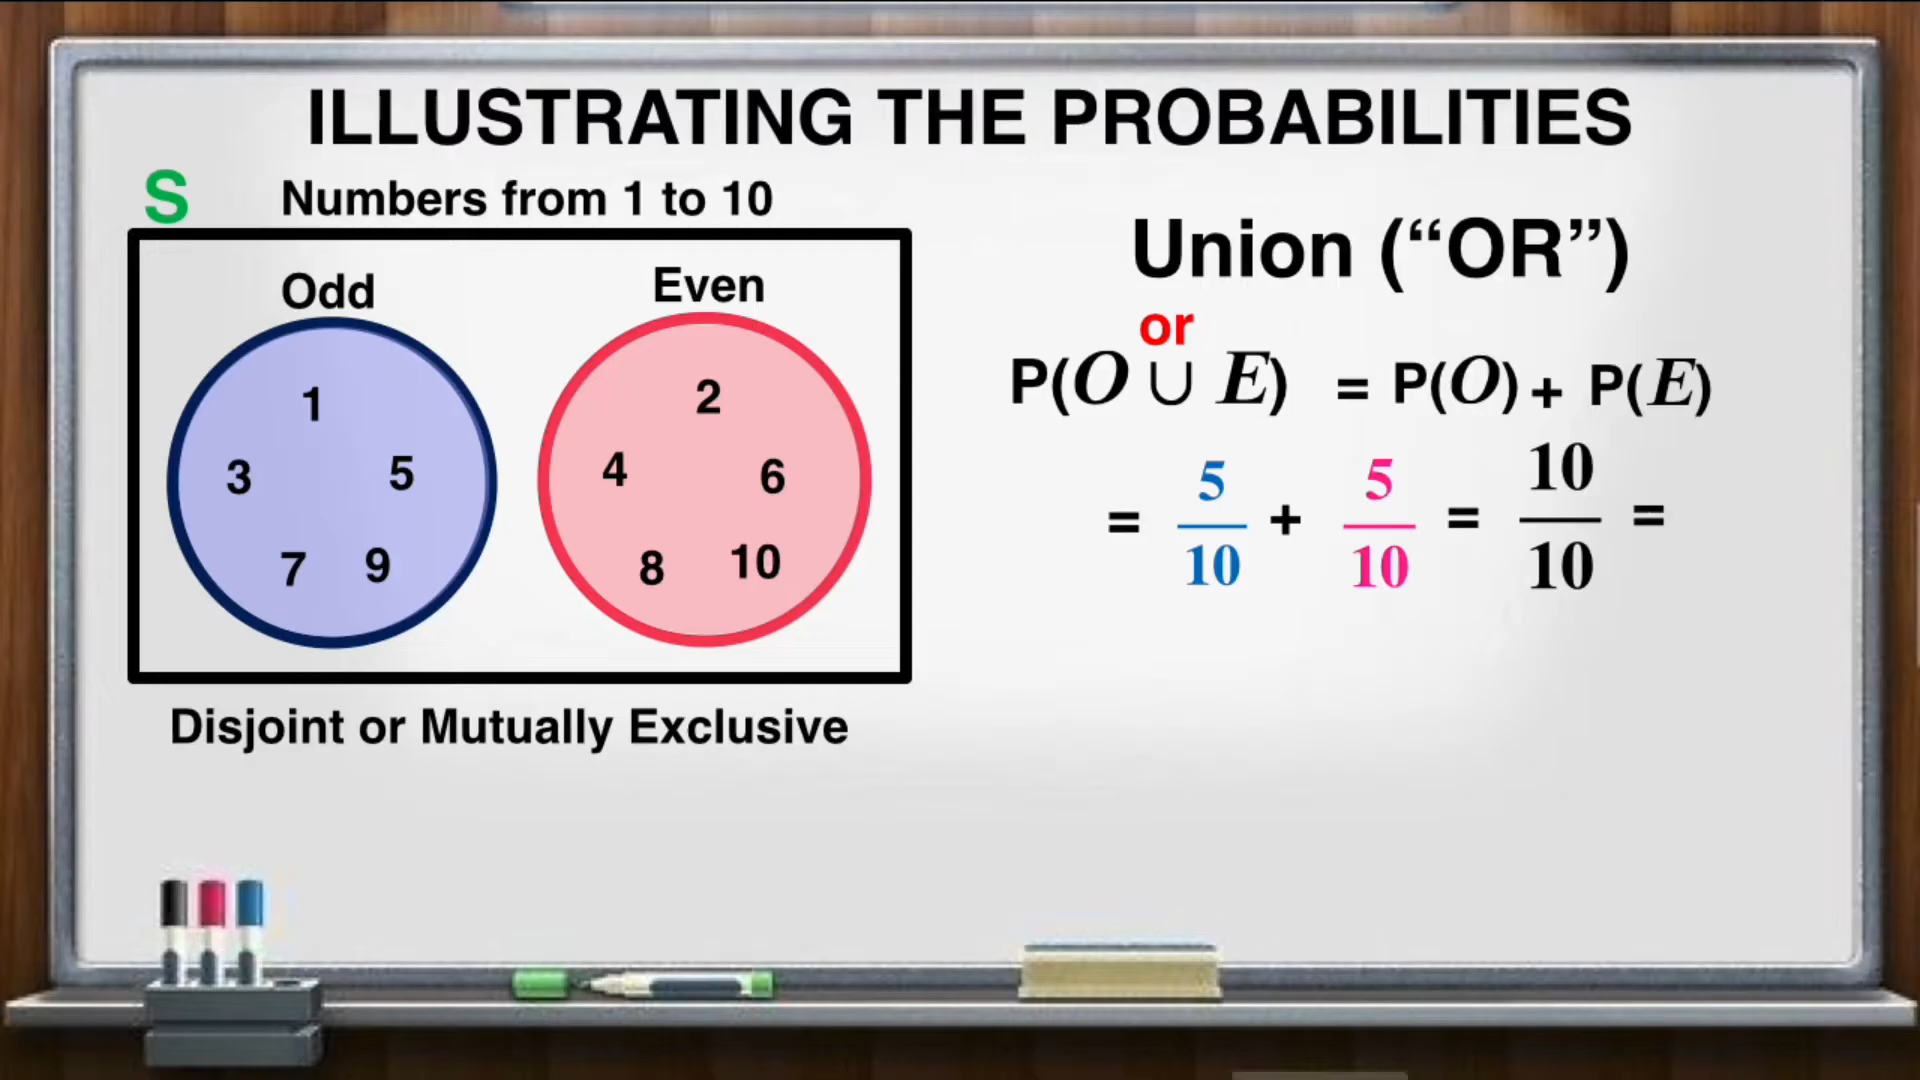 ILLUSTRATING THE PROBABILITIES
S Numbers from 1 to 10
Odd Even
1
3 5
7 9
2
4 6
8 10
Disjoint or Mutually Exclusive
Union (“OR”)
or
P(O ∪ E) = P(O) + P(E)
= 5/10 + 5/10 = 10/10 =